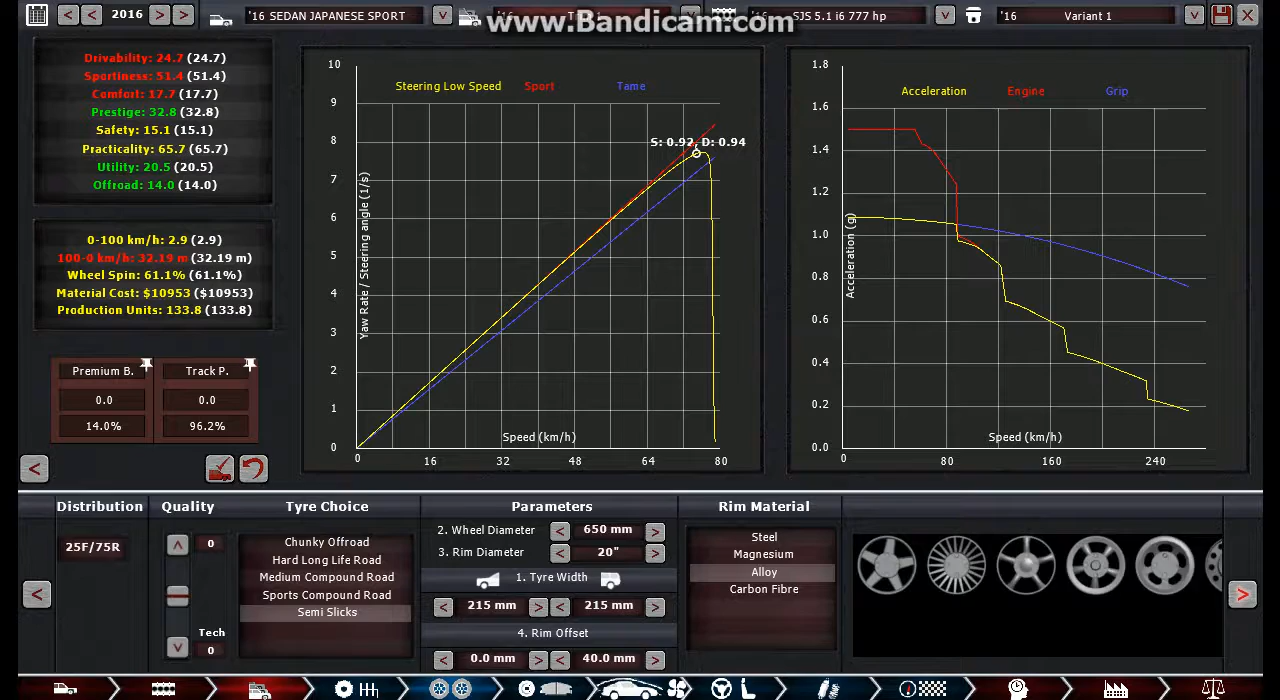 2016
'16 SEDAN JAPANESE SPORT
'16
SJS 5.1 i6 777 hp
'16
Variant 1
www.Bandicam.com
Drivability: 24.7 (24.7)
Sportiness: 51.4 (51.4)
Comfort: 17.7 (17.7)
Prestige: 32.8 (32.8)
Safety: 15.1 (15.1)
Practicality: 65.7 (65.7)
Utility: 20.5 (20.5)
Offroad: 14.0 (14.0)
0-100 km/h: 2.9 (2.9)
100-0 km/h: 32.19 m (32.19 m)
Wheel Spin: 61.1% (61.1%)
Material Cost: $10953 ($10953)
Production Units: 133.8 (133.8)
Premium B.
Track P.
0.0
0.0
14.0%
96.2%
Steering Low Speed
Sport
Tame
S: 0.92, D: 0.94
Yaw Rate / Steering angle (1/s)
10
9
8
7
6
5
4
3
2
1
0
Speed (km/h)
0
16
32
48
64
80
Acceleration
Engine
Grip
Acceleration (g)
1.8
1.6
1.4
1.2
1.0
0.8
0.6
0.4
0.2
0.0
Speed (km/h)
0
80
160
240
Distribution
25F/75R
Quality
0
Tech
0
Tyre Choice
Chunky Offroad
Hard Long Life Road
Medium Compound Road
Sports Compound Road
Semi Slicks
Parameters
2. Wheel Diameter
650 mm
3. Rim Diameter
20"
1. Tyre Width
215 mm
215 mm
4. Rim Offset
0.0 mm
40.0 mm
Rim Material
Steel
Magnesium
Alloy
Carbon Fibre